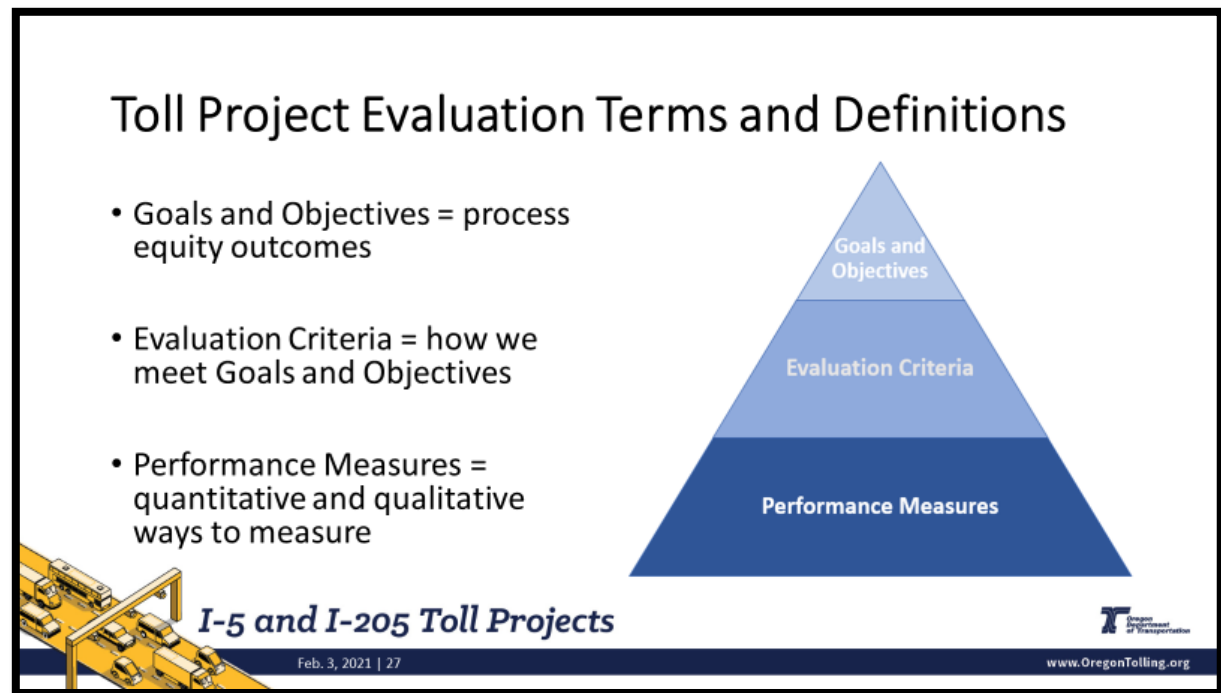 Toll Project Evaluation Terms and Definitions
• Goals and Objectives = process
equity outcomes
• Evaluation Criteria = how we
meet Goals and Objectives
• Performance Measures =
quantitative and qualitative
ways to measure
Goals and
Objectives
Evaluation Criteria
Performance Measures
I-5 and I-205 Toll Projects
Oregon
Department
of Transportation
Feb. 3, 2021 | 27
www.OregonTolling.org